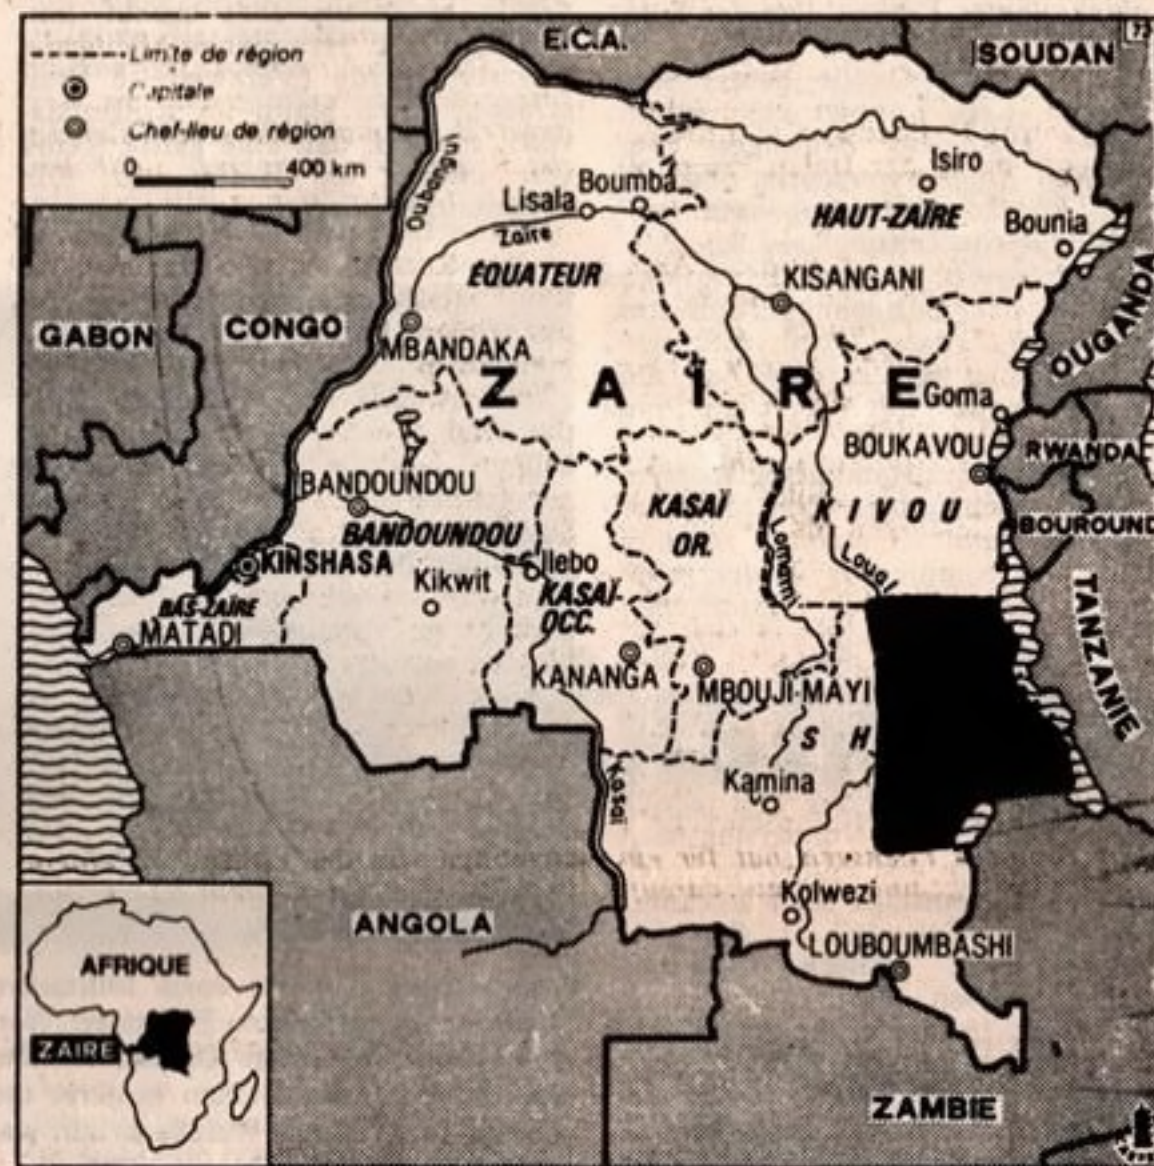 E.C.A.
SOUDAN
Limite de région
Capitale
Chef-lieu de région
0 400 km
Oubangui
Isiro
Boumba
Lisala
Zaïre
HAUT-ZAÏRE
Bounia
ÉQUATEUR
KISANGANI
OUGANDA
GABON
CONGO
MBANDAKA
ZAIRE
Goma
BOUKAVOU
RWANDA
BANDOUNDOU
KASAÏ
OR.
KIVOU
BOUROUND
BANDOUNDOU
Lomami
KINSHASA
Ilebo
Loual
Kikwit
KASAÏ-
OCC.
BAS-ZAÏRE
MATADI
TANZANIE
KANANGA
MBOUJI-MAYI
S H
Kamina
Kasaï
Kolwezi
ANGOLA
LOUBOUMBASHI
AFRIQUE
ZAIRE
ZAMBIE